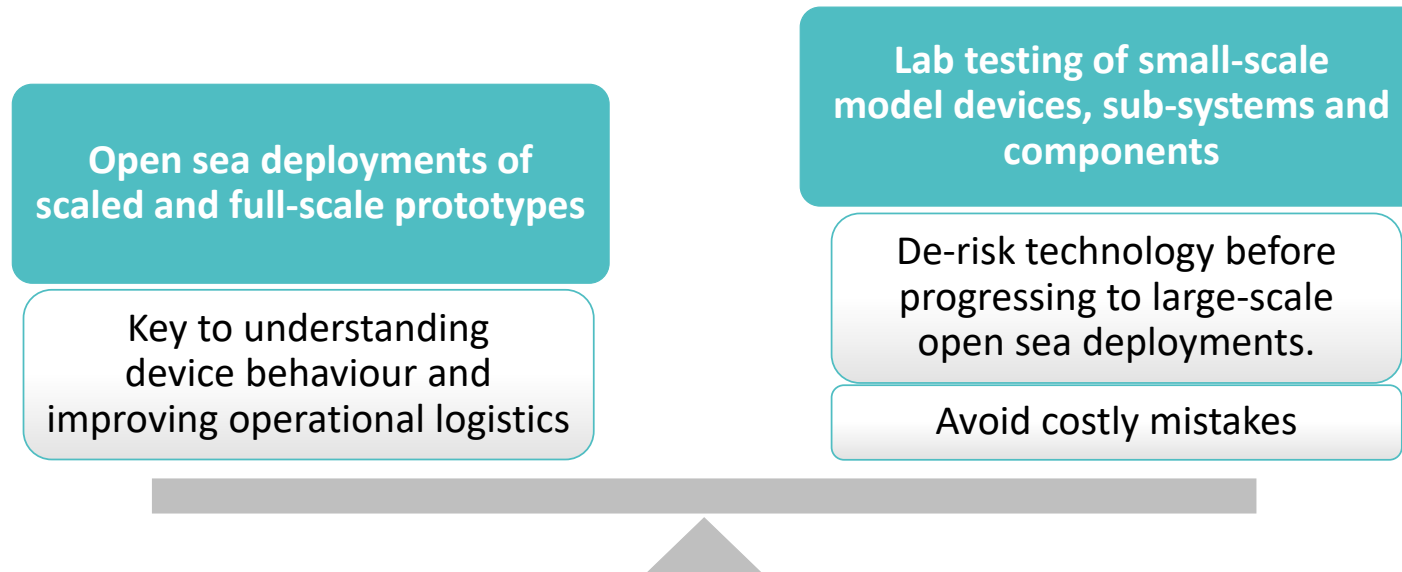 Open sea deployments of
scaled and full-scale prototypes
Key to understanding
device behaviour and
improving operational logistics
Lab testing of small-scale
model devices, sub-systems and
components
De-risk technology before
progressing to large-scale
open sea deployments.
Avoid costly mistakes